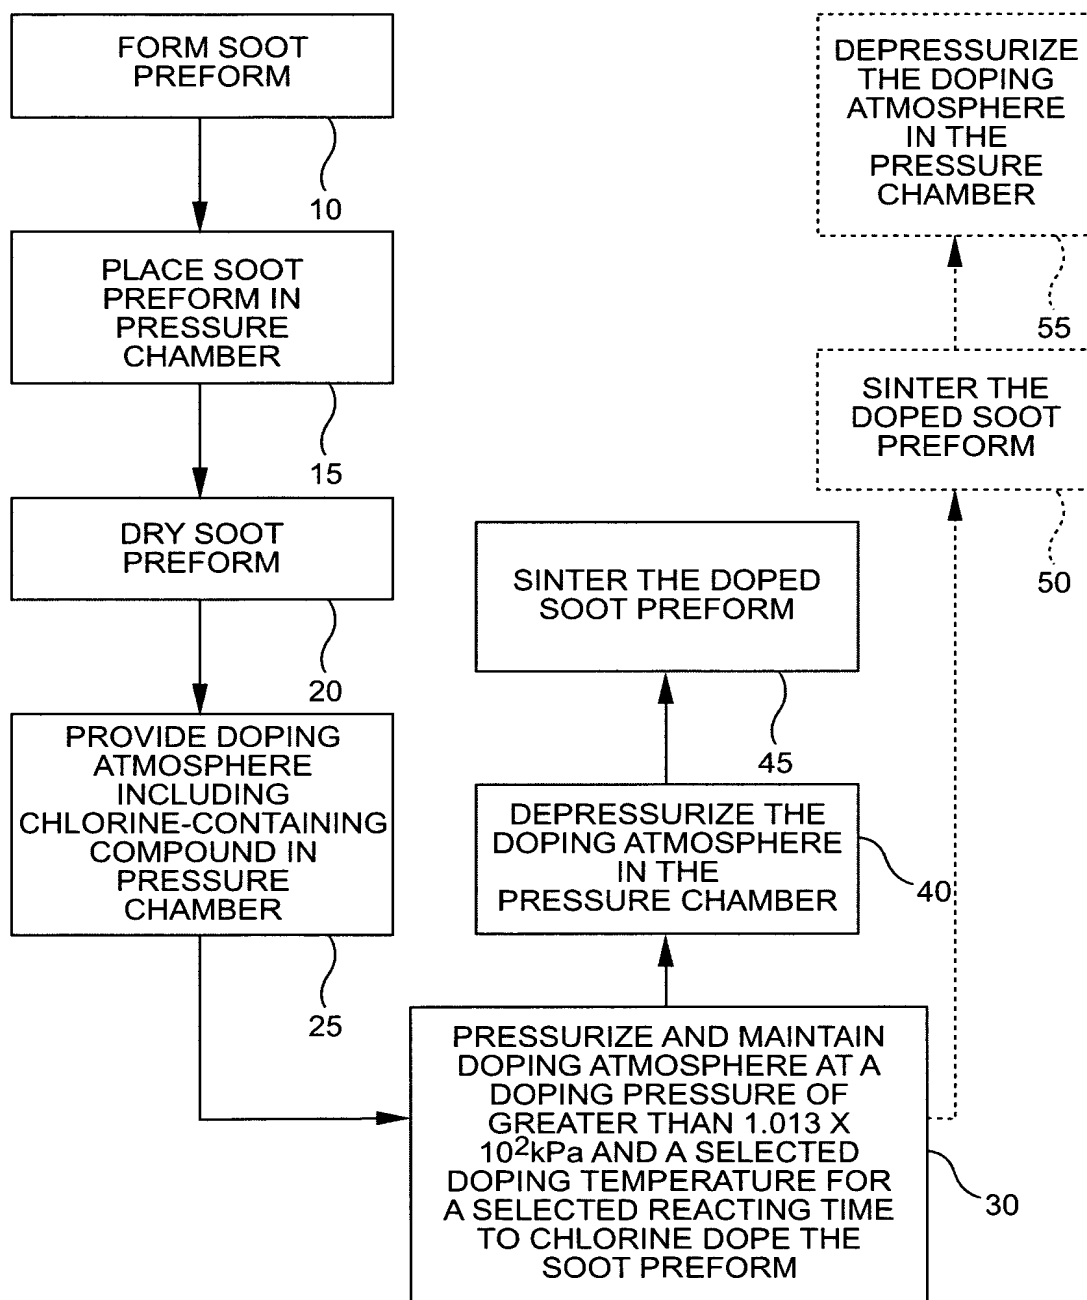 FORM SOOT
PREFORM
10
PLACE SOOT
PREFORM IN
PRESSURE
CHAMBER
15
DRY SOOT
PREFORM
20
PROVIDE DOPING
ATMOSPHERE
INCLUDING
CHLORINE-CONTAINING
COMPOUND IN
PRESSURE
CHAMBER
25
PRESSURIZE AND MAINTAIN
DOPING ATMOSPHERE AT A
DOPING PRESSURE OF
GREATER THAN 1.013 X
10²kPa AND A SELECTED
DOPING TEMPERATURE FOR
A SELECTED REACTING TIME
TO CHLORINE DOPE THE
SOOT PREFORM
30
DEPRESSURIZE THE
DOPING ATMOSPHERE
IN THE
PRESSURE CHAMBER
40
SINTER THE DOPED
SOOT PREFORM
45
SINTER THE
DOPED SOOT
PREFORM
50
DEPRESSURIZE
THE DOPING
ATMOSPHERE
IN THE
PRESSURE
CHAMBER
55